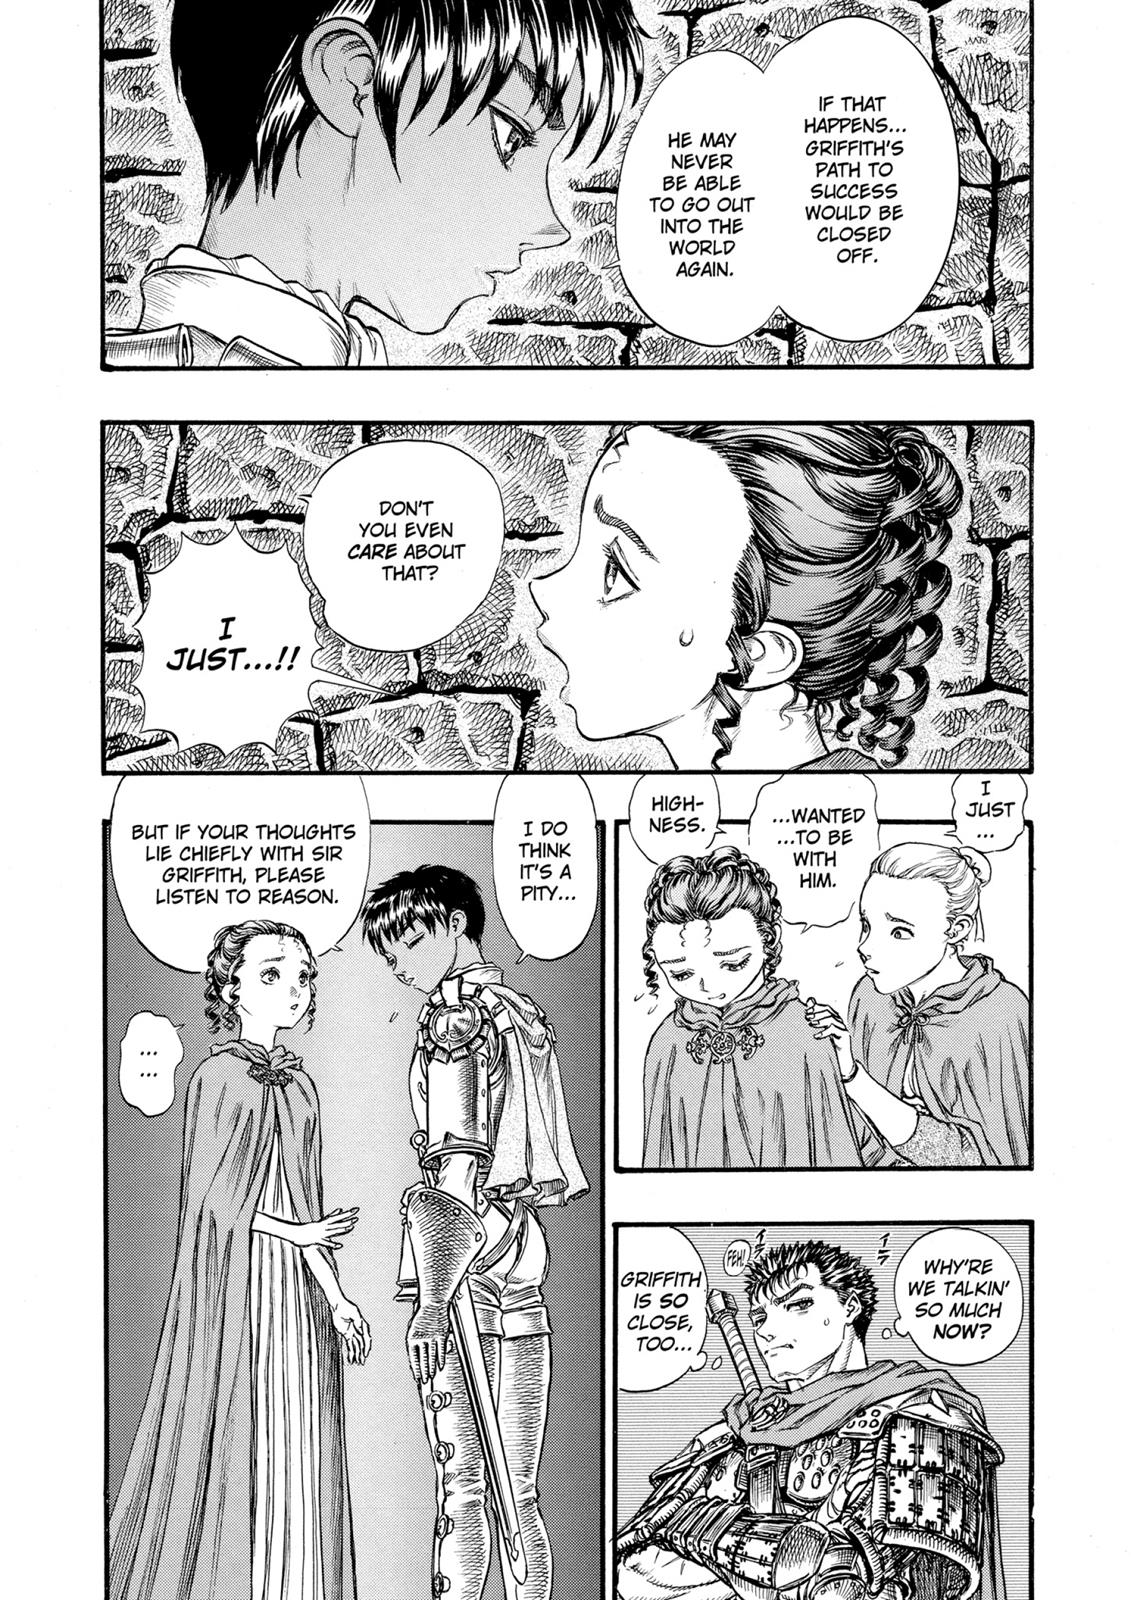 IF THAT
HAPPENS...
GRIFFITH'S
PATH TO
SUCCESS
WOULD BE
CLOSED
OFF.
HE MAY
NEVER
BE ABLE
TO GO OUT
INTO THE
WORLD
AGAIN.
DON'T
YOU EVEN
CARE ABOUT
THAT?
I
JUST...!!
I
JUST
...
...WANTED
...TO BE
WITH
HIM.
HIGH-
NESS.
I DO
THINK
IT'S A
PITY...
BUT IF YOUR THOUGHTS
LIE CHIEFLY WITH SIR
GRIFFITH, PLEASE
LISTEN TO REASON.
...
...
WHY'RE
WE TALKIN'
SO MUCH
NOW?
FEH!
GRIFFITH
IS SO
CLOSE,
TOO...